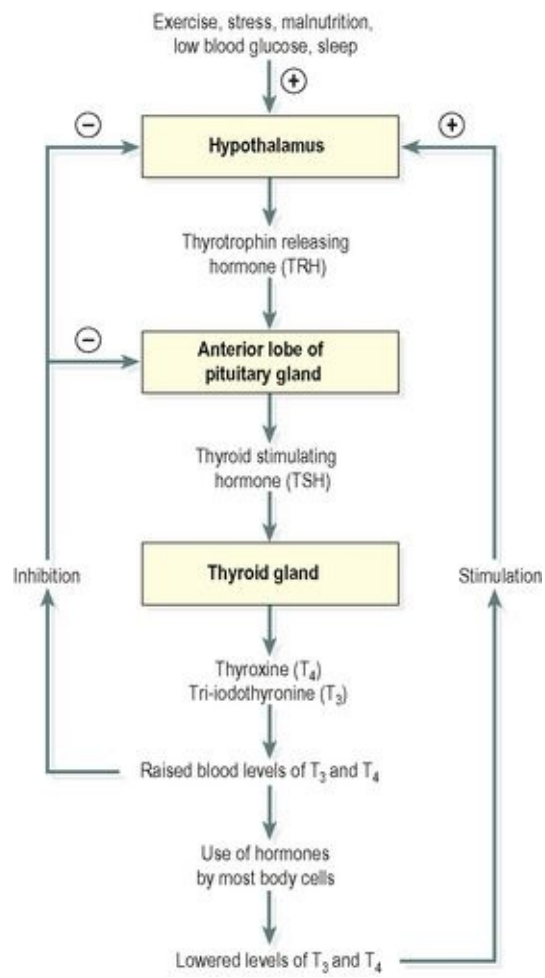 Exercise, stress, malnutrition,
low blood glucose, sleep
+
− +
Hypothalamus
Thyrotrophin releasing
hormone (TRH)
−
Anterior lobe of
pituitary gland
Thyroid stimulating
hormone (TSH)
Inhibition
Thyroid gland
Stimulation
Thyroxine (T₄)
Tri-iodothyronine (T₃)
Raised blood levels of T₃ and T₄
Use of hormones
by most body cells
Lowered levels of T₃ and T₄